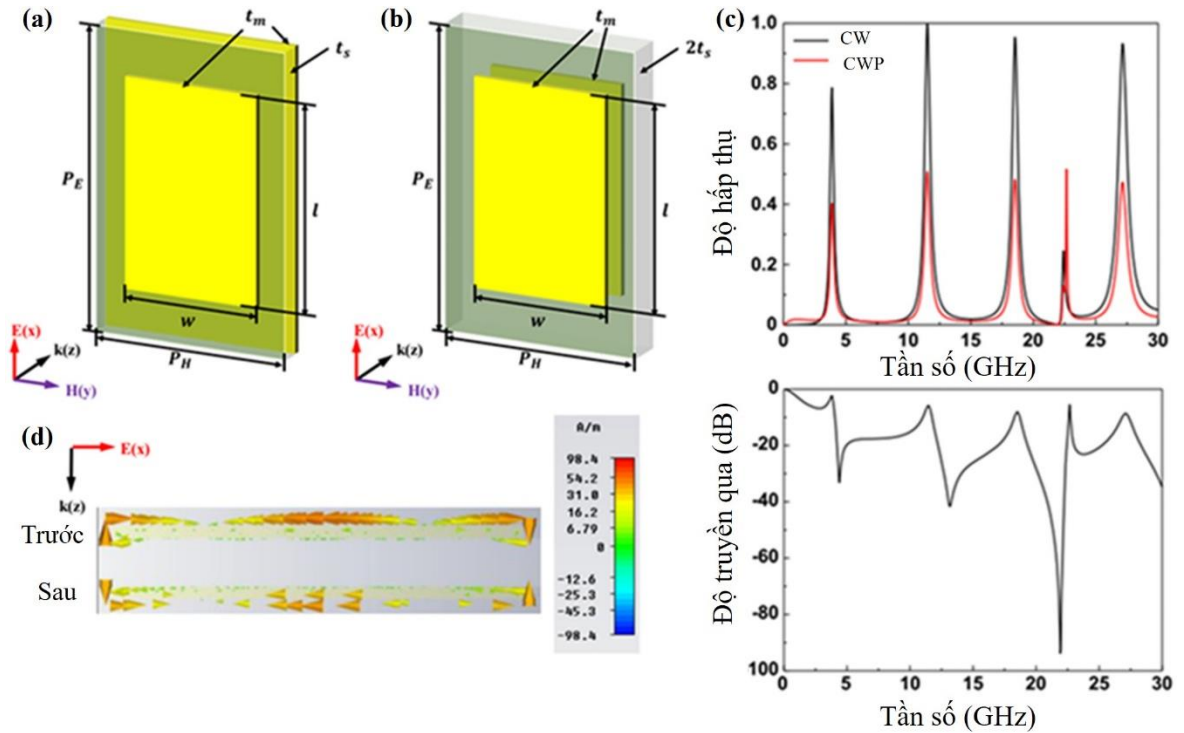 (a)
t_m
t_s
P_E
l
w
P_H
E(x)
k(z)
H(y)
(b)
t_m
2t_s
P_E
l
w
P_H
E(x)
k(z)
H(y)
(c)
CW
CWP
Độ hấp thụ
1.0
0.8
0.6
0.4
0.2
0
0 5 10 15 20 25 30
Tần số (GHz)
Độ truyền qua (dB)
0
-20
-40
-60
-80
100
0 5 10 15 20 25 30
Tần số (GHz)
(d)
E(x)
k(z)
Trước
Sau
A/m
98.4
54.2
31.0
16.2
6.79
0
-12.6
-25.3
-45.3
-98.4